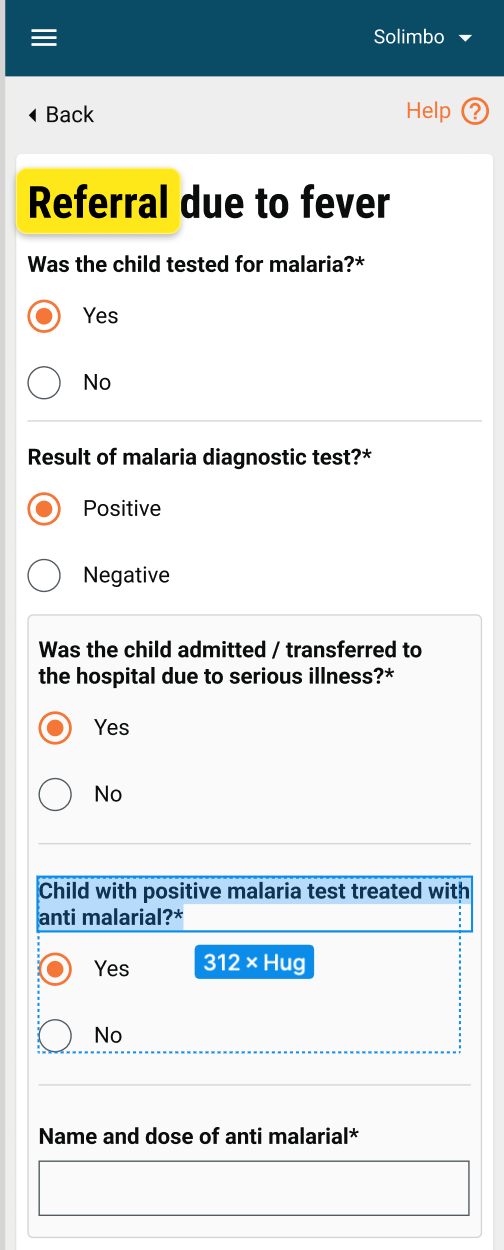 Solimbo
Back
Help ?
Referral due to fever
Was the child tested for malaria?*
Yes
No
Result of malaria diagnostic test?*
Positive
Negative
Was the child admitted / transferred to
the hospital due to serious illness?*
Yes
No
Child with positive malaria test treated with
anti malarial?*
Yes
312 × Hug
No
Name and dose of anti malarial*